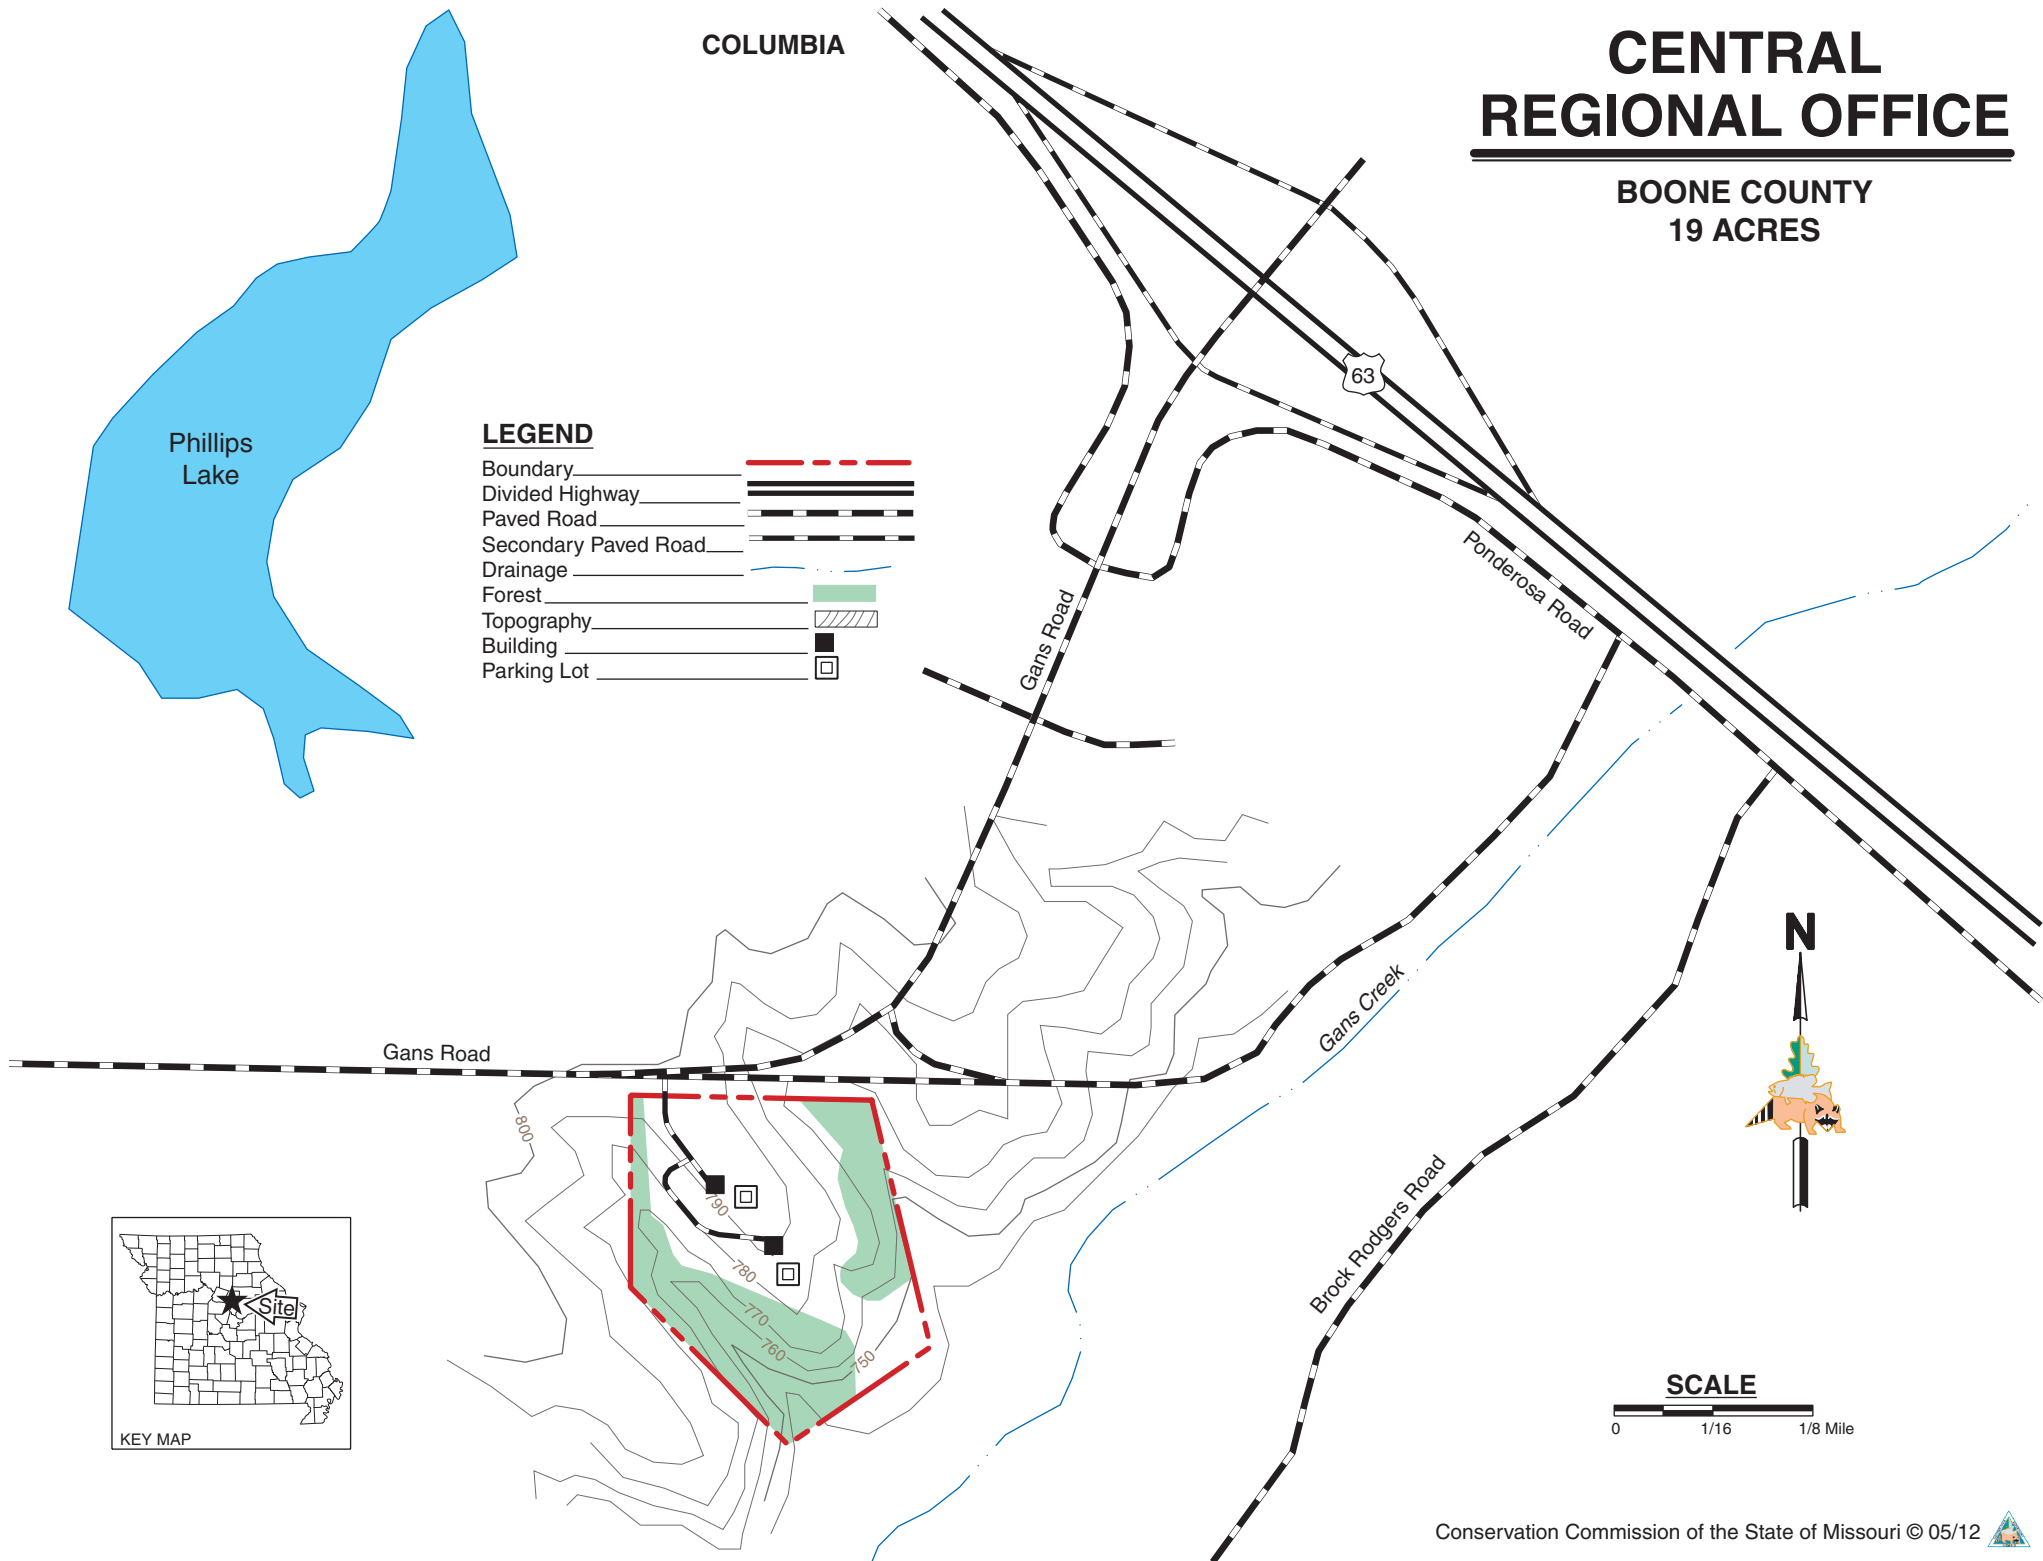 COLUMBIA
CENTRAL
REGIONAL OFFICE
BOONE COUNTY
19 ACRES
63
Phillips
Lake
LEGEND
Boundary
Divided Highway
Paved Road
Secondary Paved Road
Drainage
Forest
Topography
Building
Parking Lot
Ponderosa Road
Gans Road
N
Gans Creek
Gans Road
800
790
780
770
760
750
Brock Rodgers Road
Site
KEY MAP
SCALE
0 1/16 1/8 Mile
Conservation Commission of the State of Missouri © 05/12